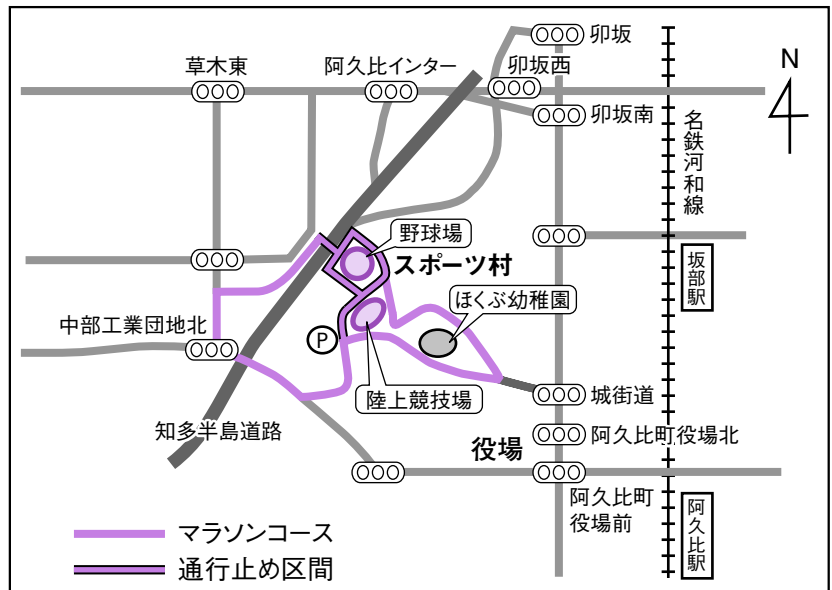 卯坂
N
草木東
阿久比インター
卯坂西
卯坂南
名鉄河和線
野球場
スポーツ村
坂部駅
ほくぶ幼稚園
中部工業団地北
P
陸上競技場
城街道
知多半島道路
役場
阿久比町役場北
阿久比町
役場前
阿久比駅
マラソンコース
通行止め区間